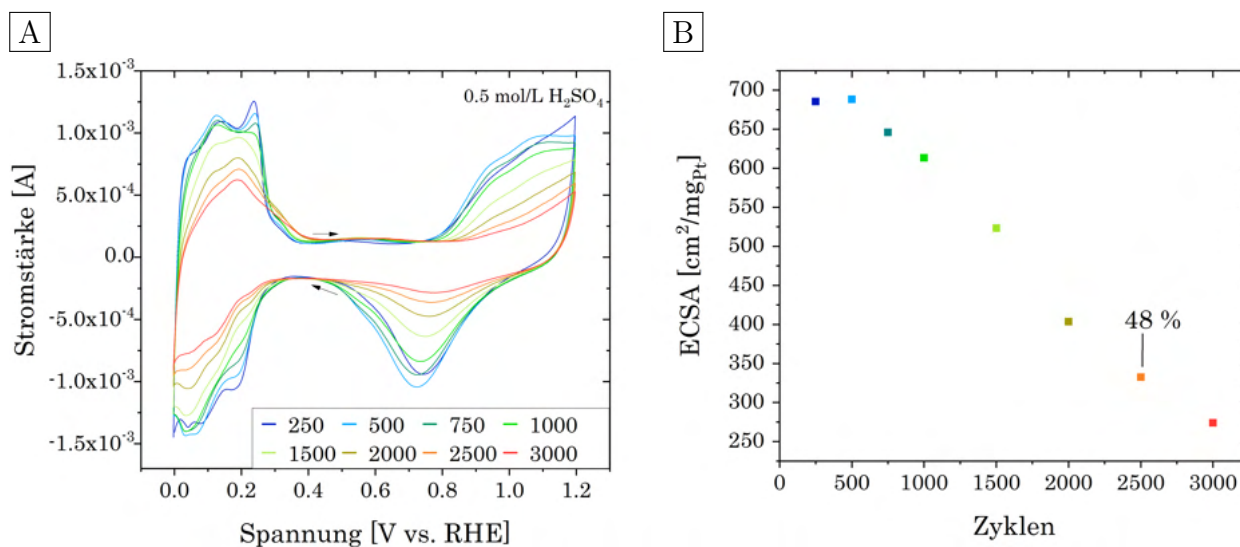 A
1.5x10⁻³
1.0x10⁻³
5.0x10⁻⁴
0.0
-5.0x10⁻⁴
-1.0x10⁻³
-1.5x10⁻³
Stromstärke [A]
0.5 mol/L H₂SO₄
250 500 750 1000
1500 2000 2500 3000
0.0 0.2 0.4 0.6 0.8 1.0 1.2
Spannung [V vs. RHE]
B
700
650
600
550
500
450
400
350
300
250
ECSA [cm²/mg_Pt]
48 %
0 500 1000 1500 2000 2500 3000
Zyklen